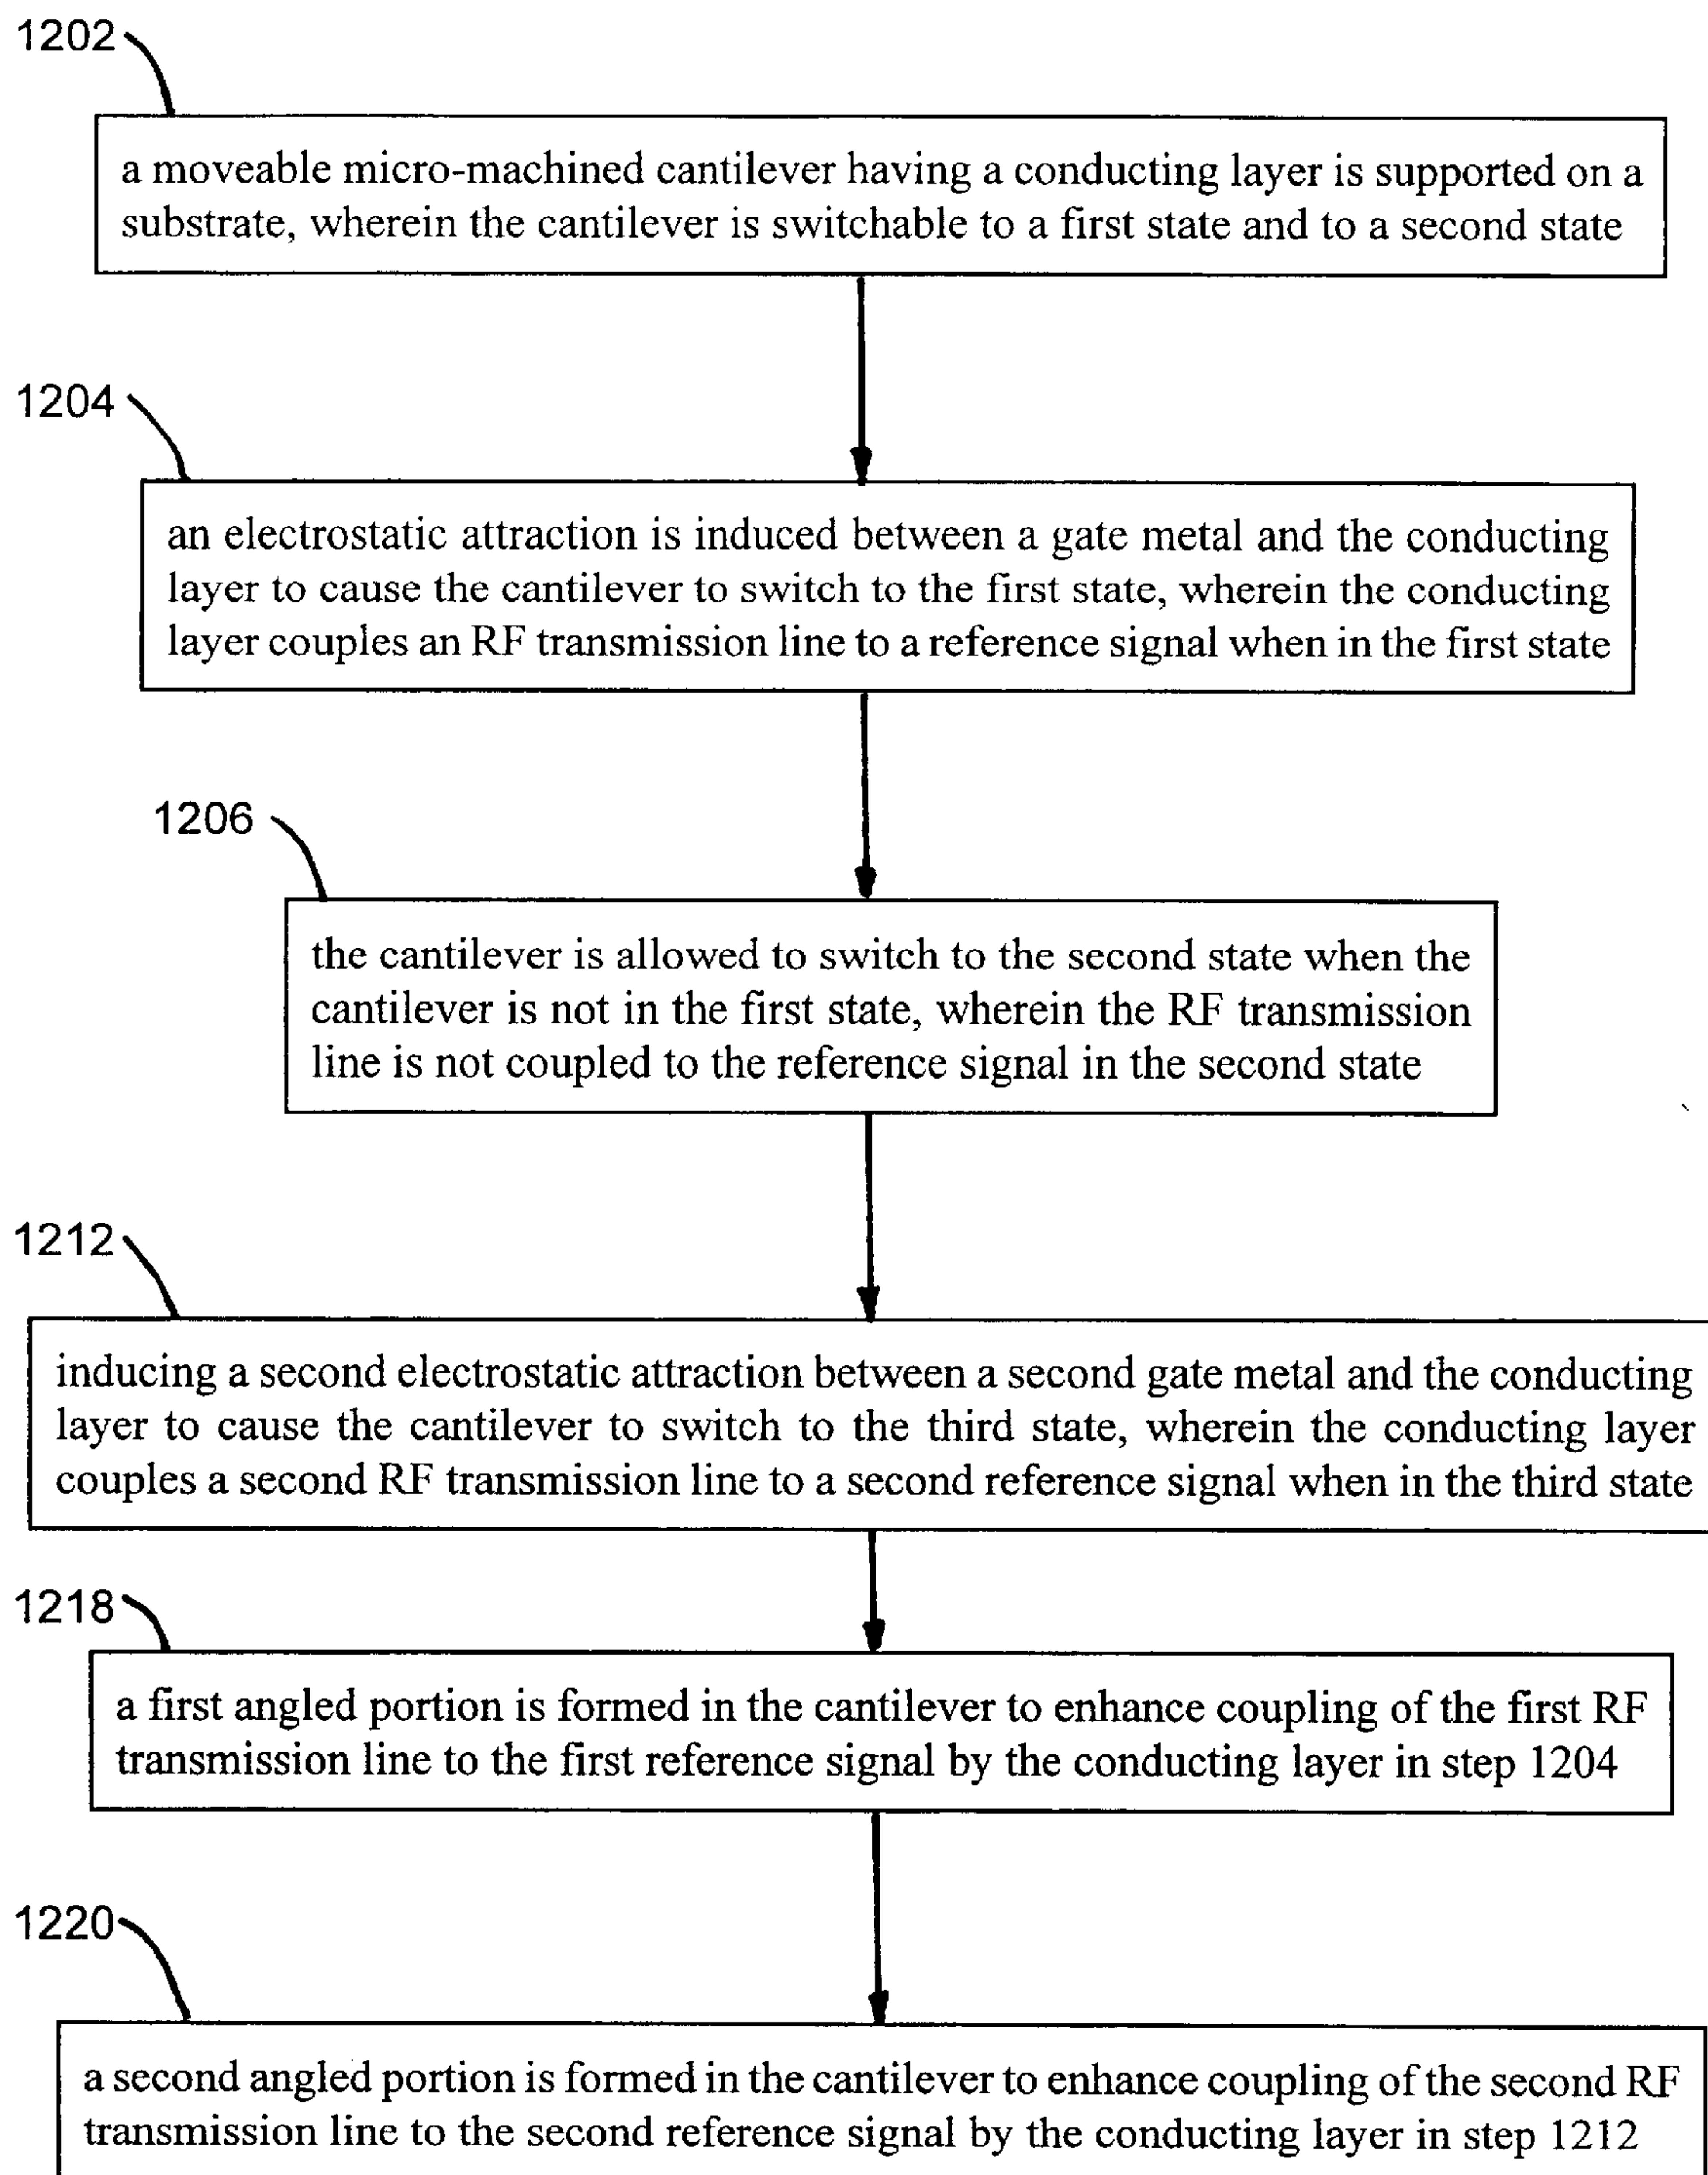 1202
a moveable micro-machined cantilever having a conducting layer is supported on a
substrate, wherein the cantilever is switchable to a first state and to a second state
1204
an electrostatic attraction is induced between a gate metal and the conducting
layer to cause the cantilever to switch to the first state, wherein the conducting
layer couples an RF transmission line to a reference signal when in the first state
1206
the cantilever is allowed to switch to the second state when the
cantilever is not in the first state, wherein the RF transmission
line is not coupled to the reference signal in the second state
1212
inducing a second electrostatic attraction between a second gate metal and the conducting
layer to cause the cantilever to switch to the third state, wherein the conducting layer
couples a second RF transmission line to a second reference signal when in the third state
1218
a first angled portion is formed in the cantilever to enhance coupling of the first RF
transmission line to the first reference signal by the conducting layer in step 1204
1220
a second angled portion is formed in the cantilever to enhance coupling of the second RF
transmission line to the second reference signal by the conducting layer in step 1212